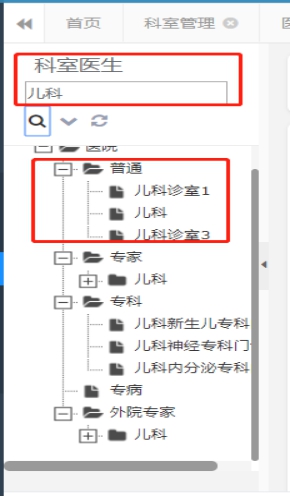 首页 科室管理
科室医生
儿科
医院
普通
儿科诊室1
儿科
儿科诊室3
专家
儿科
专科
儿科新生儿专科
儿科神经专科门
儿科内分泌专科
专病
外院专家
儿科